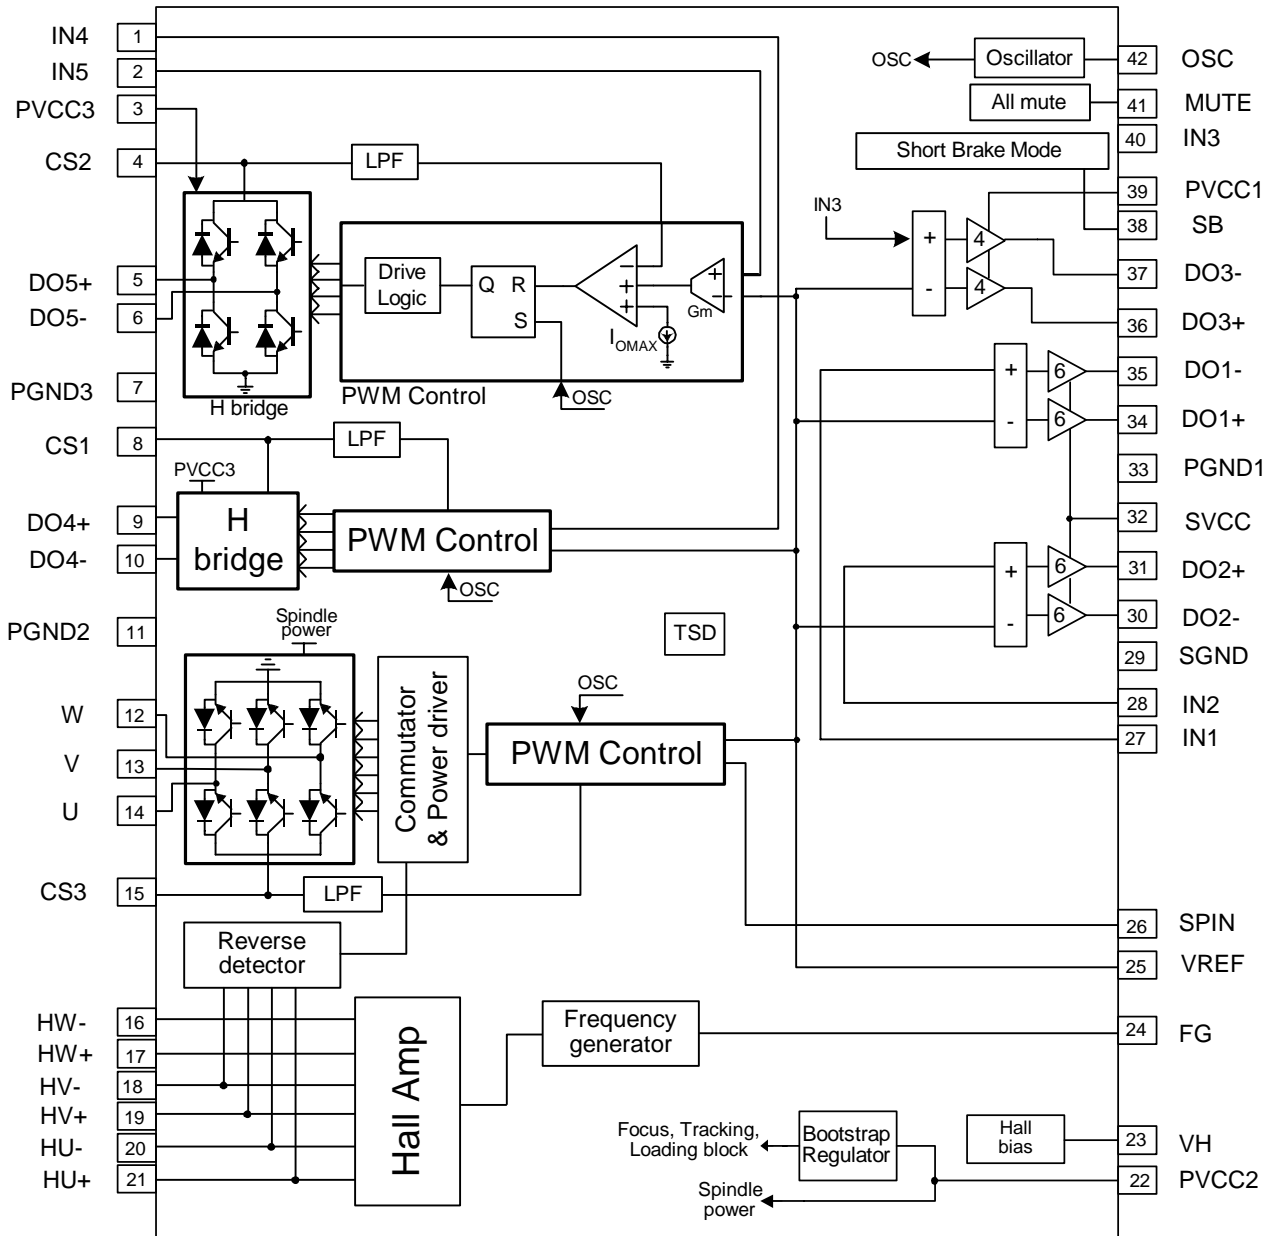 IN4
1
IN5
2
PVCC3
3
CS2
4
DO5+
5
DO5-
6
PGND3
7
CS1
8
DO4+
9
DO4-
10
PGND2
11
W
12
V
13
U
14
CS3
15
HW-
16
HW+
17
HV-
18
HV+
19
HU-
20
HU+
21
LPF
H bridge
Drive
Logic
Q
R
S
-
+
+
IOMAX
+
-
Gm
PWM Control
OSC
LPF
PVCC3
H
bridge
PWM Control
OSC
Spindle
power
Commutator
& Power driver
OSC
PWM Control
TSD
LPF
Reverse
detector
Hall Amp
Frequency
generator
Focus, Tracking,
Loading block
Bootstrap
Regulator
Spindle
power
Hall
bias
OSC
Oscillator
All mute
Short Brake Mode
IN3
+
-
4
4
+
-
6
6
+
-
6
6
42
OSC
41
MUTE
40
IN3
39
PVCC1
38
SB
37
DO3-
36
DO3+
35
DO1-
34
DO1+
33
PGND1
32
SVCC
31
DO2+
30
DO2-
29
SGND
28
IN2
27
IN1
26
SPIN
25
VREF
24
FG
23
VH
22
PVCC2